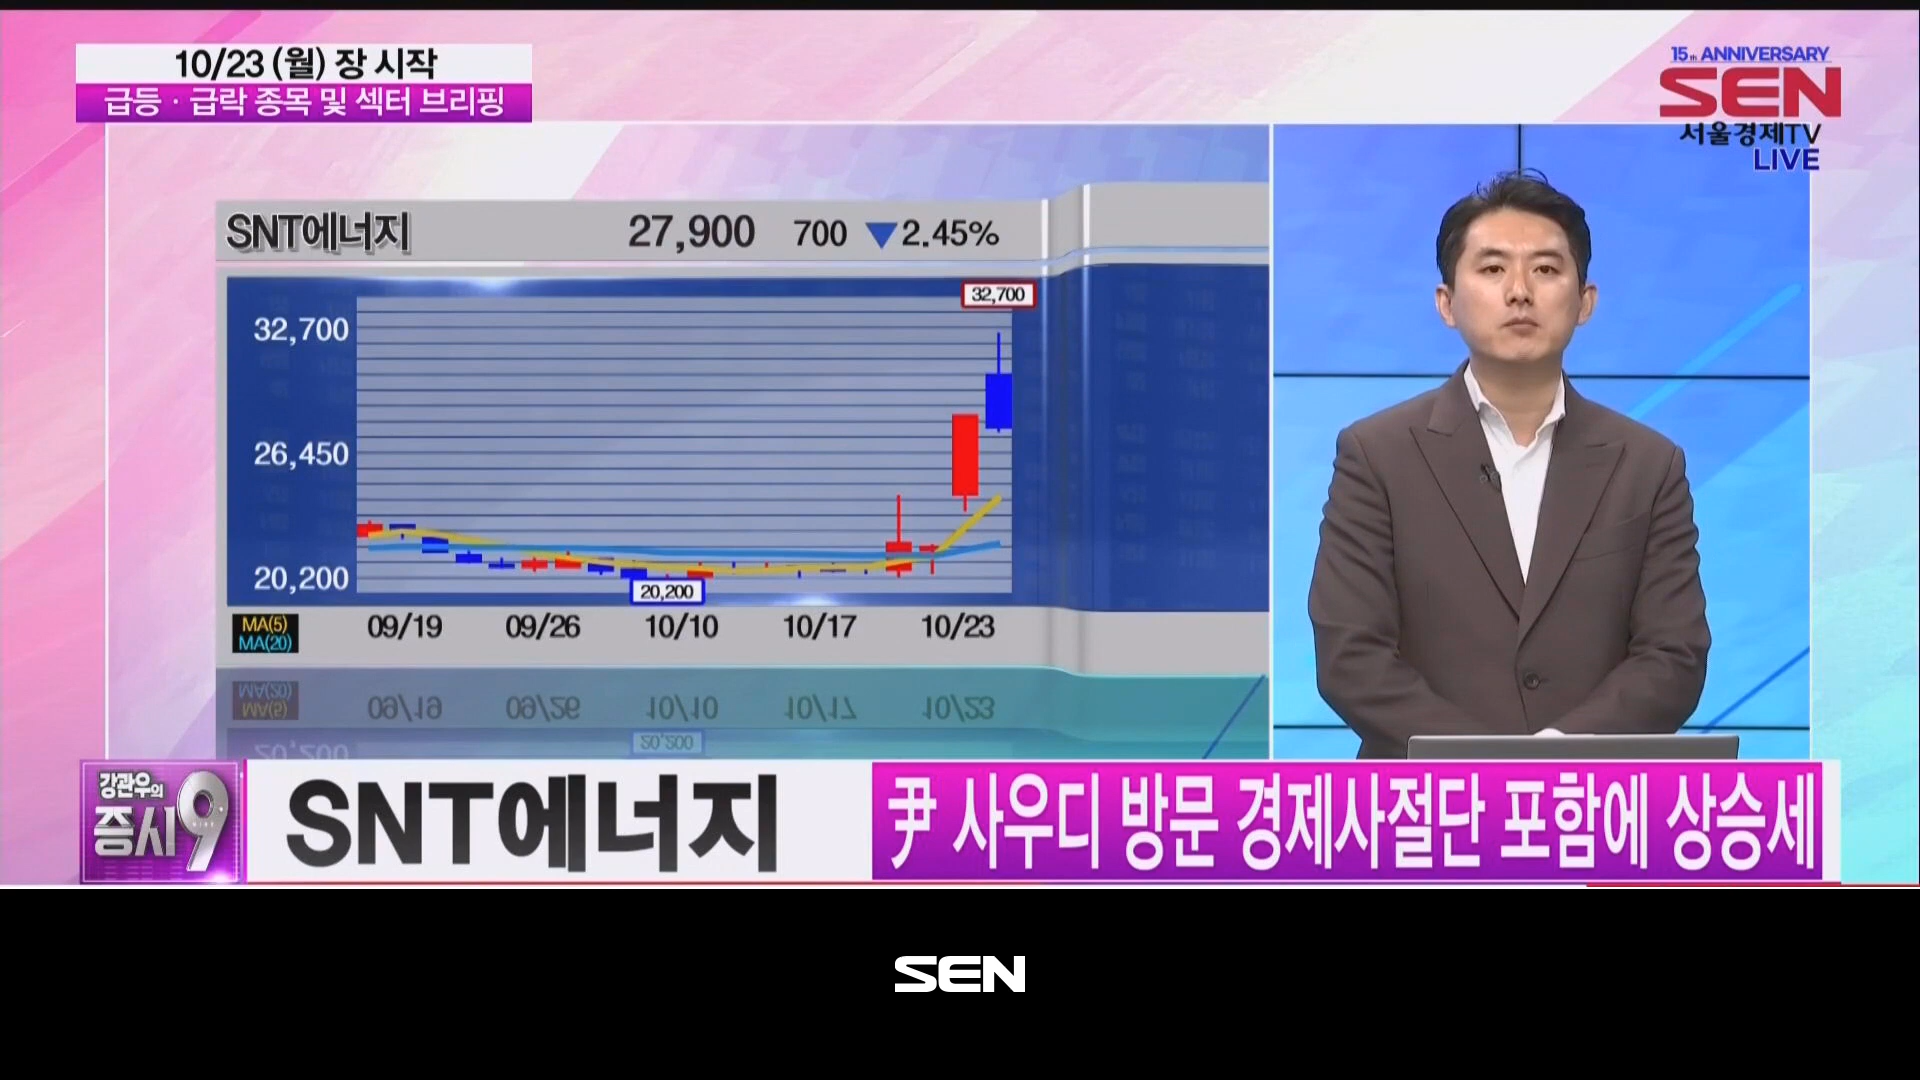 10/23 (월) 장 시작
급등 · 급락 종목 및 섹터 브리핑
15th ANNIVERSARY
SEN
서울경제TV
LIVE
SNT에너지 27,900 700 ▼2.45%
32,700
32,700
26,450
20,200
20,200
MA(5)
MA(20)
09/19 09/26 10/10 10/17 10/23
강관우의
증시9
SNT에너지
尹 사우디 방문 경제사절단 포함에 상승세
SEN